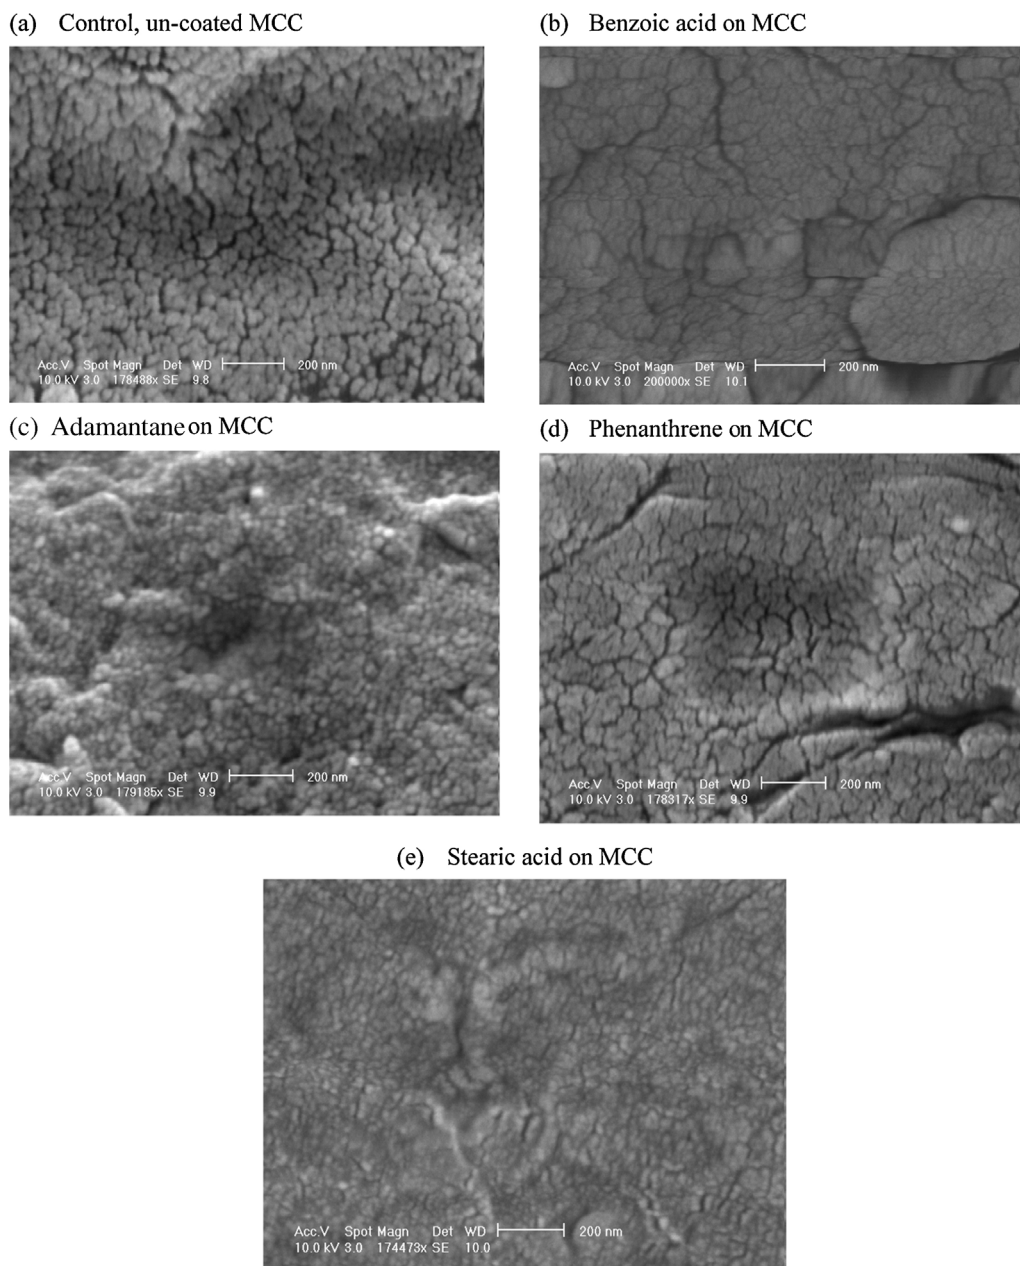 (a) Control, un-coated MCC
Acc.V Spot Magn Det WD 200 nm
10.0 kV 3.0 178488x SE 9.8
(b) Benzoic acid on MCC
Acc.V Spot Magn Det WD 200 nm
10.0 kV 3.0 200000x SE 10.1
(c) Adamantane on MCC
Acc.V Spot Magn Det WD 200 nm
10.0 kV 3.0 179185x SE 9.9
(d) Phenanthrene on MCC
Acc.V Spot Magn Det WD 200 nm
10.0 kV 3.0 178317x SE 9.9
(e) Stearic acid on MCC
Acc.V Spot Magn Det WD 200 nm
10.0 kV 3.0 174473x SE 10.0